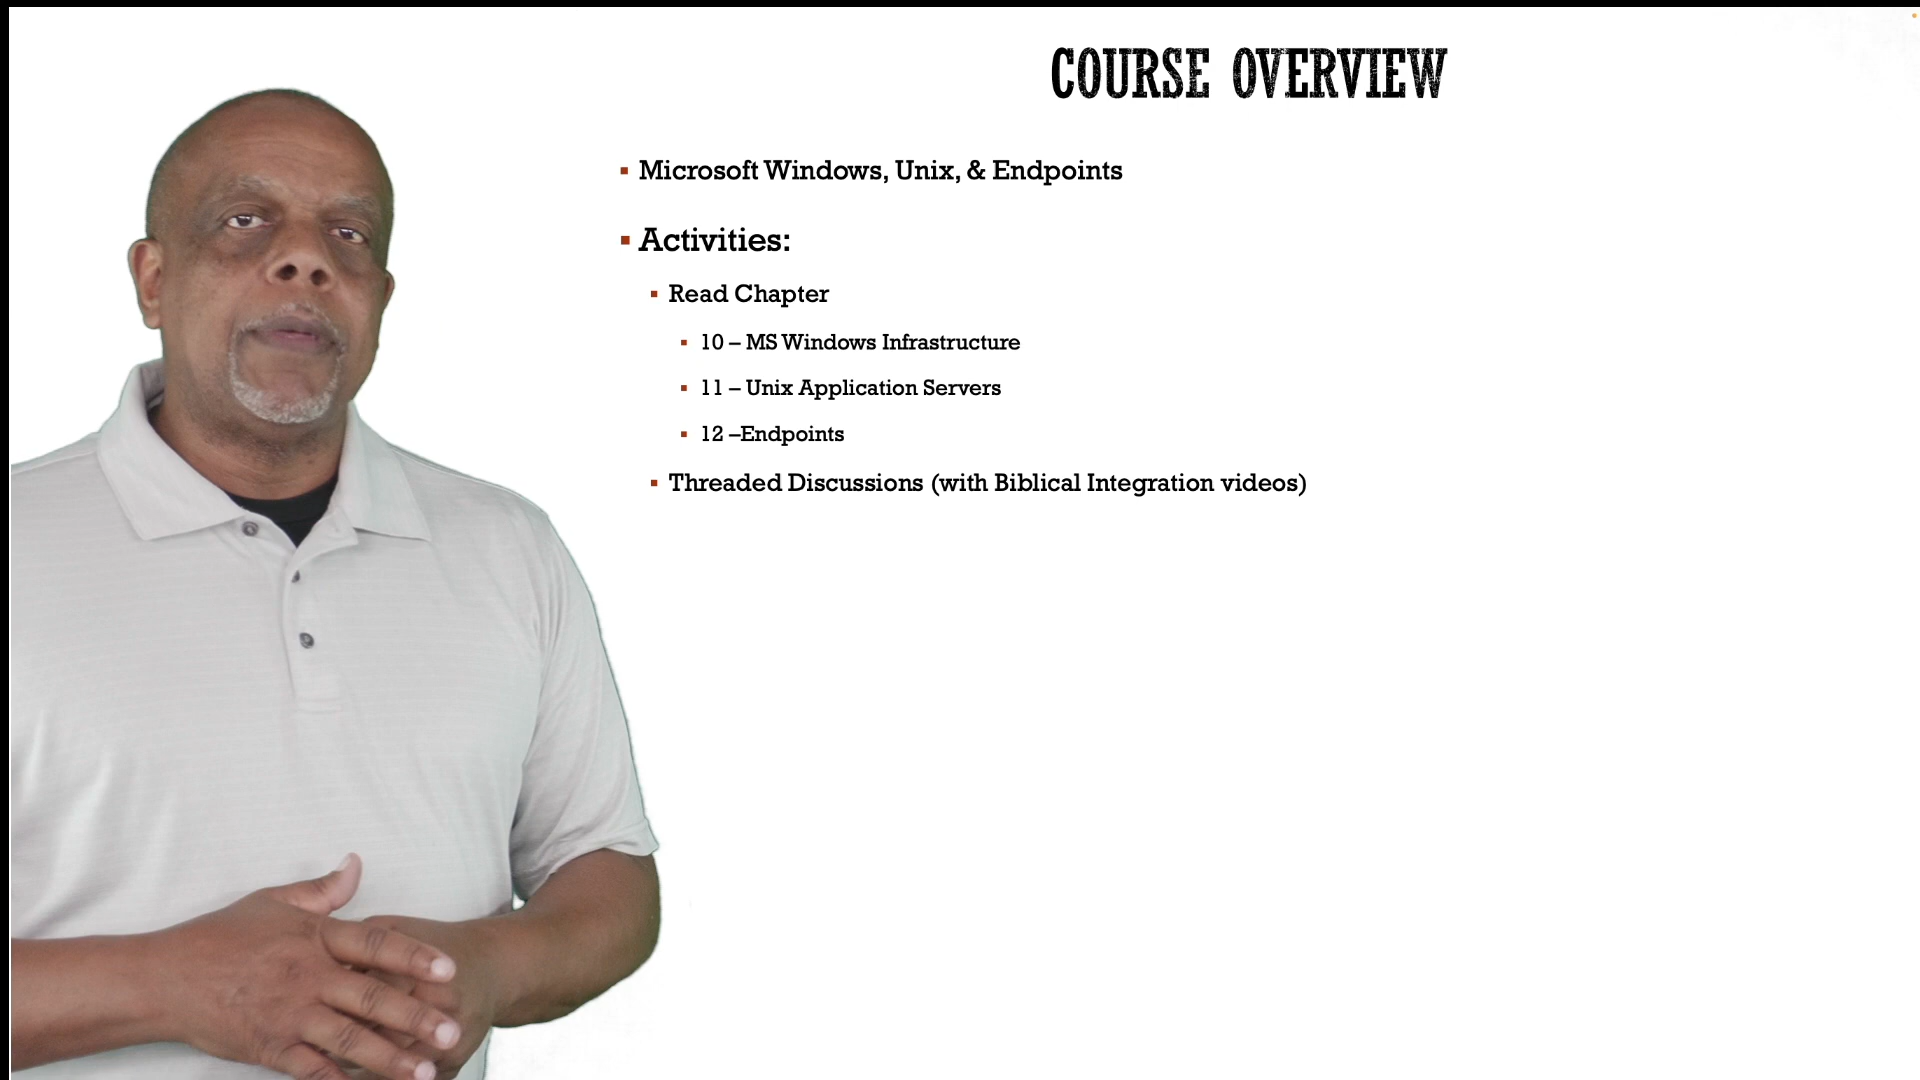 COURSE OVERVIEW
Microsoft Windows, Unix, & Endpoints
Activities:
Read Chapter
10 – MS Windows Infrastructure
11 – Unix Application Servers
12 –Endpoints
Threaded Discussions (with Biblical Integration videos)